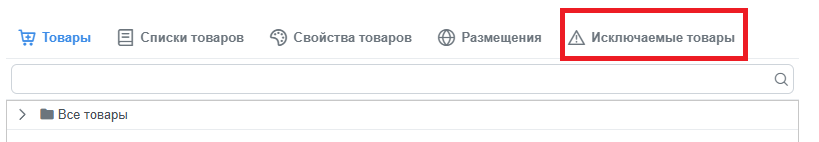 Товары Списки товаров Свойства товаров Размещения Исключаемые товары
Все товары